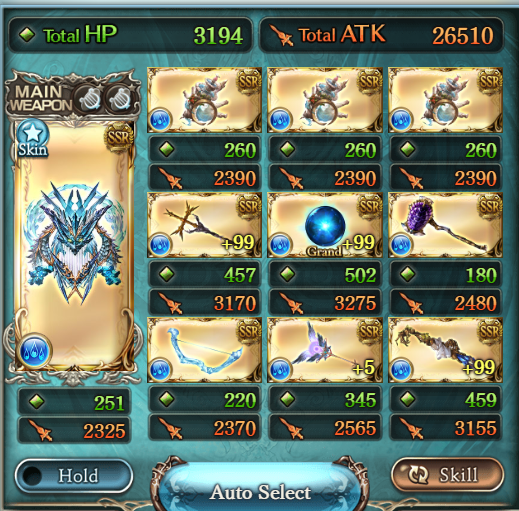 Total HP 3194 Total ATK 26510
MAIN WEAPON
Skin SSR
SSR SSR SSR
260 260 260
2390 2390 2390
SSR +99 Grand SSR +99 SSR
457 502 180
3170 3275 2480
SSR SSR +5 SSR +99
251 220 345 459
2325 2370 2565 3155
Hold Auto Select Skill